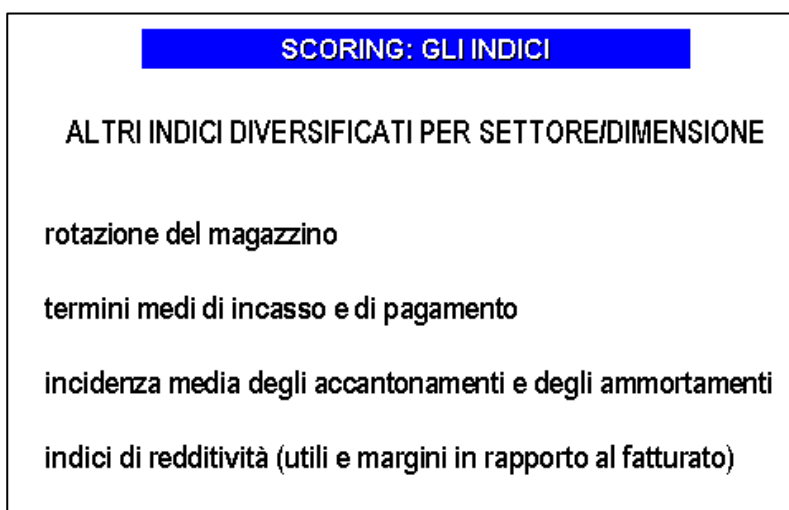 SCORING: GLI INDICI
ALTRI INDICI DIVERSIFICATI PER SETTORE/DIMENSIONE
rotazione del magazzino
termini medi di incasso e di pagamento
incidenza media degli accantonamenti e degli ammortamenti
indici di redditività (utili e margini in rapporto al fatturato)